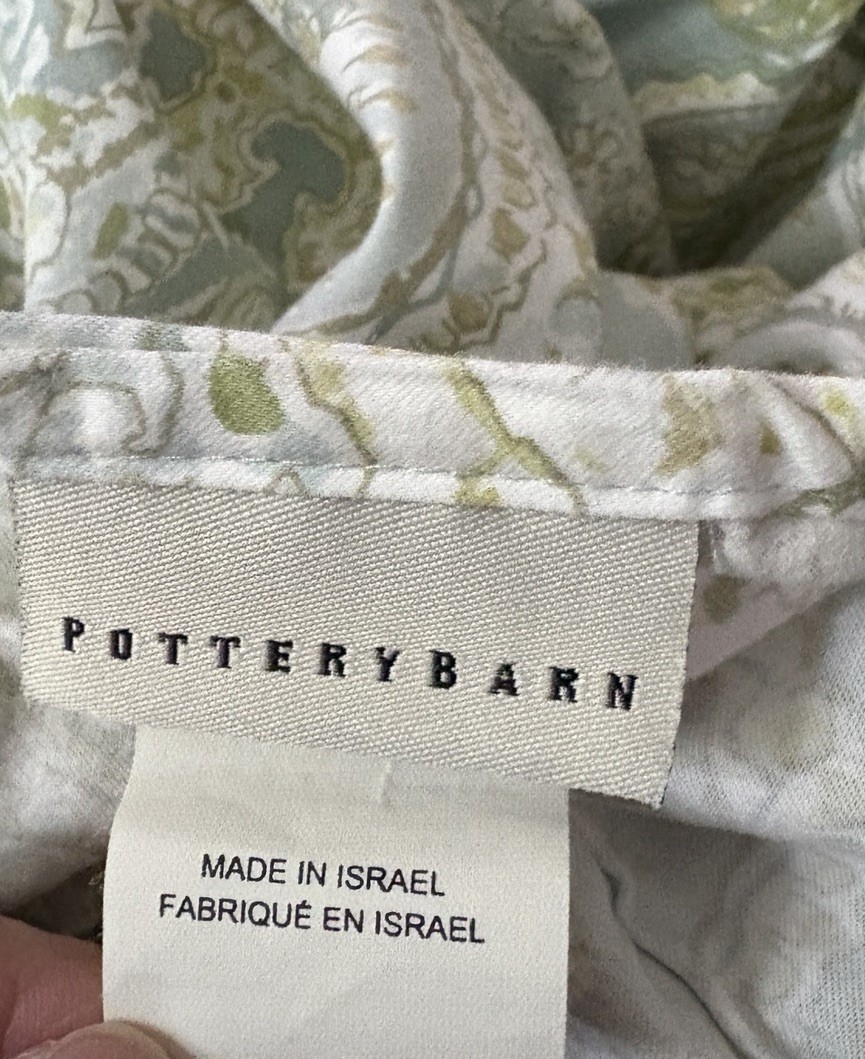 POTTERYBARN
MADE IN ISRAEL
FABRIQUÉ EN ISRAEL